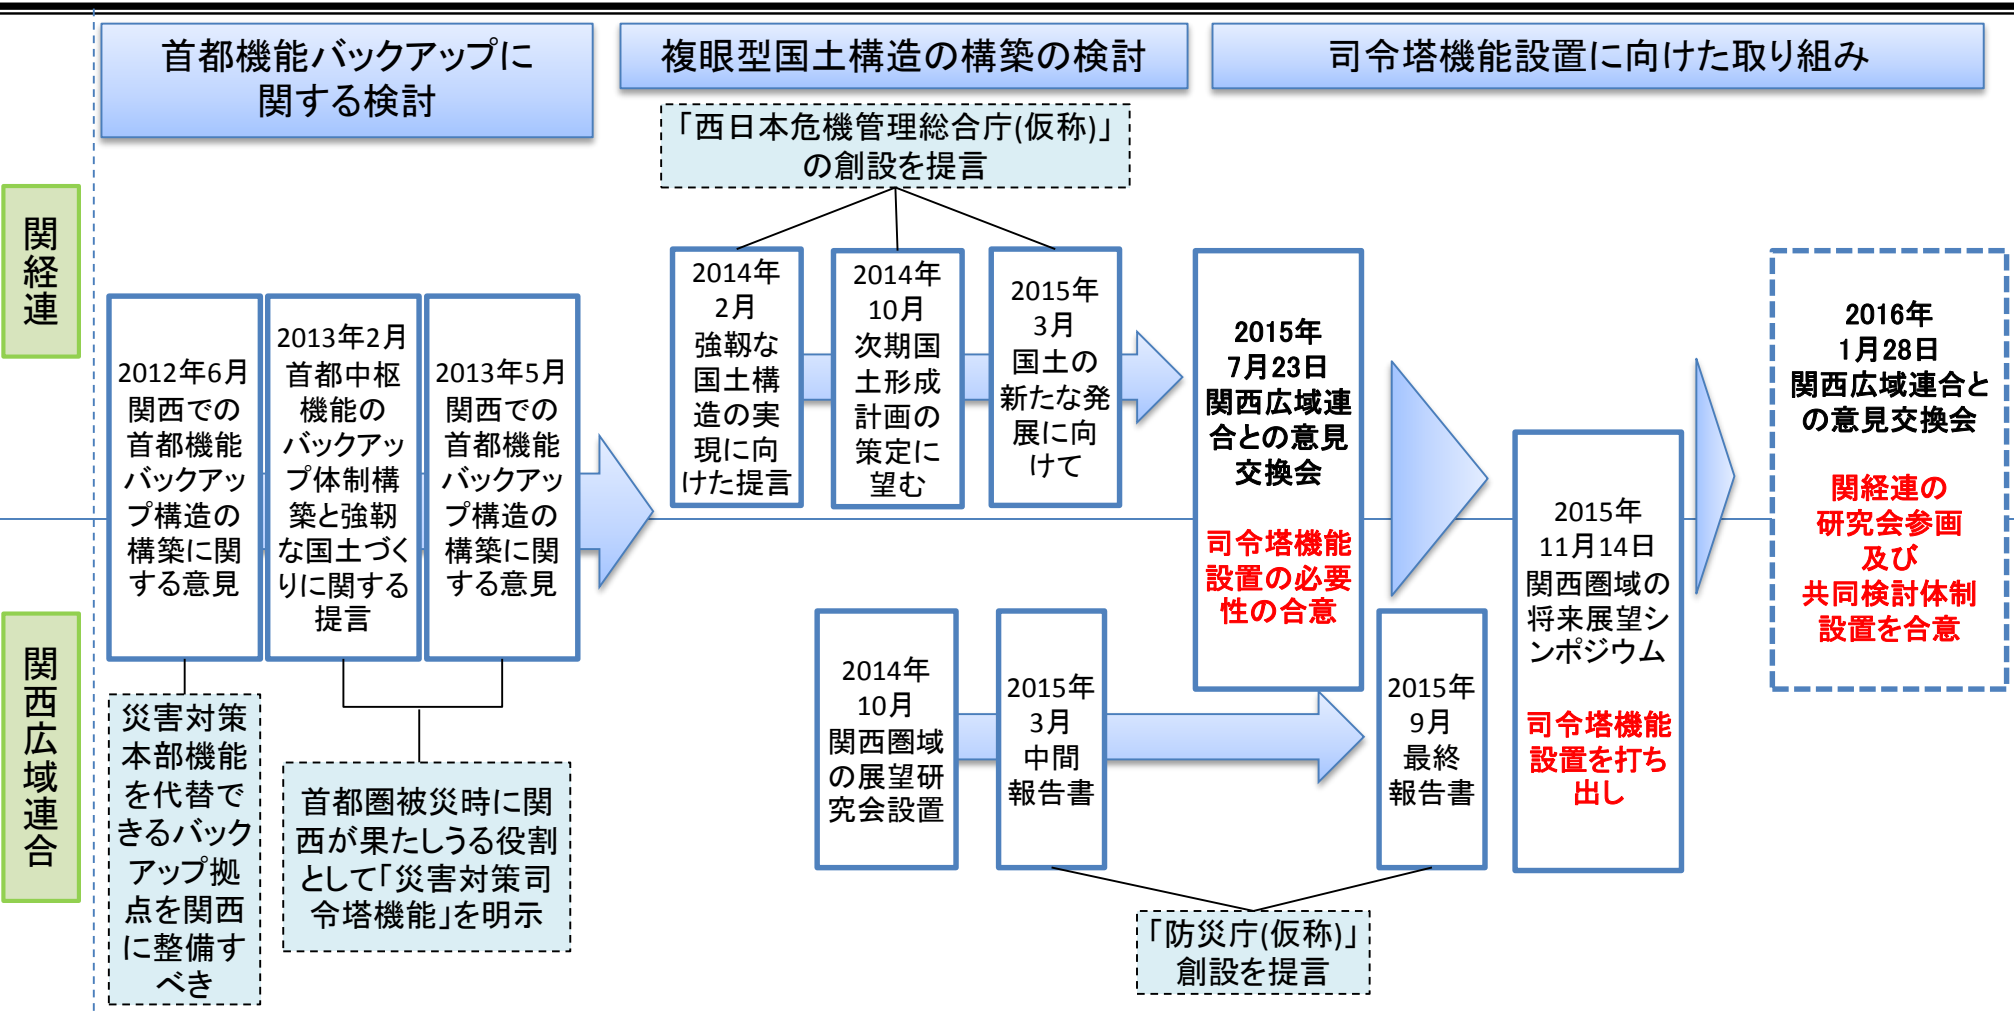 首都機能バックアップに
関する検討
複眼型国土構造の構築の検討
司令塔機能設置に向けた取り組み
「西日本危機管理総合庁(仮称)」
の創設を提言
関経連
関西広域連合
2012年6月
関西での
首都機能
バックアッ
プ構造の
構築に関
する意見
2013年2月
首都中枢
機能の
バックアッ
プ体制構
築と強靭
な国土づく
りに関する
提言
2013年5月
関西での
首都機能
バックアッ
プ構造の
構築に関
する意見
災害対策
本部機能
を代替で
きるバック
アップ拠
点を関西
に整備す
べき
首都圏被災時に関
西が果たしうる役割
として「災害対策司
令塔機能」を明示
2014年
2月
強靱な
国土構
造の実
現に向
けた提言
2014年
10月
次期国
土形成
計画の
策定に
望む
2015年
3月
国土の
新たな発
展に向
けて
2015年
7月23日
関西広域連
合との意見
交換会
司令塔機能
設置の必要
性の合意
2014年
10月
関西圏域
の展望研
究会設置
2015年
3月
中間
報告書
2015年
9月
最終
報告書
「防災庁(仮称)」
創設を提言
2015年
11月14日
関西圏域の
将来展望シ
ンポジウム
司令塔機能
設置を打ち
出し
2016年
1月28日
関西広域連合と
の意見交換会
関経連の
研究会参画
及び
共同検討体制
設置を合意